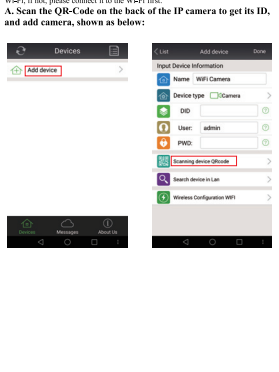 Wi-Fi, if not, please connect it to the Wi-Fi first.
A. Scan the QR-Code on the back of the IP camera to get its ID,
and add camera, shown as below:
Devices
Add device
Devices
Messages
About Us
List
Add device
Done
Input Device Information
Name WiFi Camera
Device type Camera
DID
User: admin
PWD:
Scanning device QRcode
Search device in Lan
Wireless Configuration WIFI